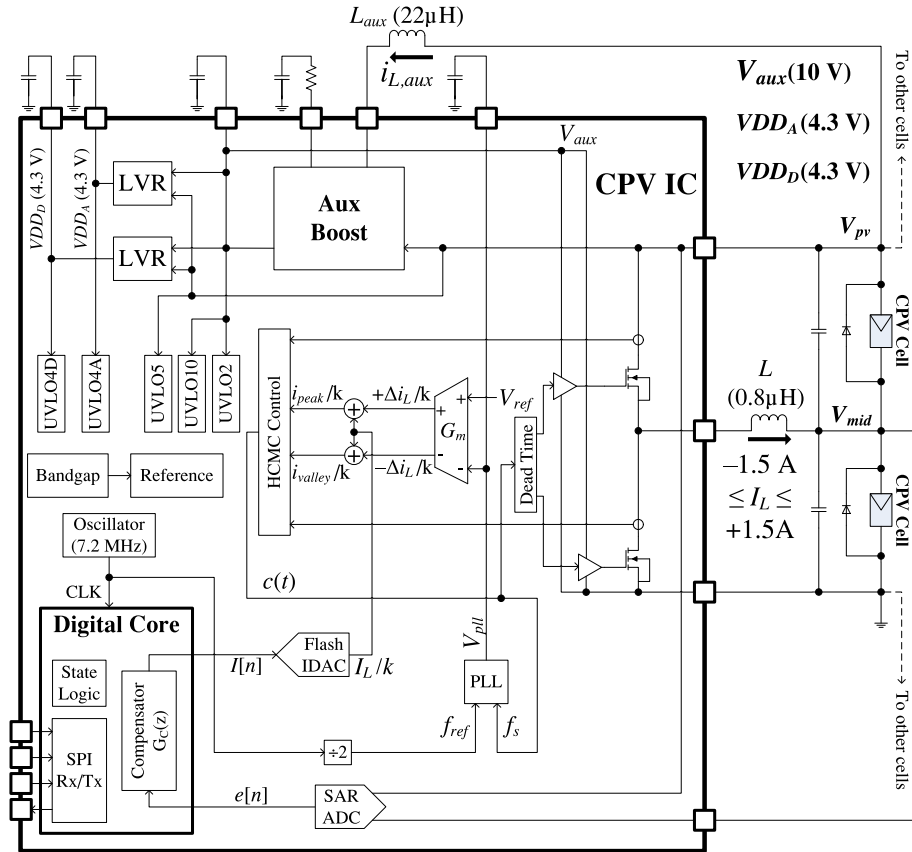 L_aux (22µH)
i_L,aux
To other cells
V_aux(10 V)
VDD_A(4.3 V)
VDD_D(4.3 V)
V_aux
CPV IC
VDD_D (4.3 V)
VDD_A (4.3 V)
LVR
LVR
Aux
Boost
V_pv
CPV Cell
UVLO4D
UVLO4A
UVLO5
UVLO10
UVLO2
HCMC Control
i_peak/k
+Δi_L/k
+
+
+
G_m
V_ref
-
-
+
i_valley/k
−Δi_L/k
Dead Time
L
(0.8µH)
V_mid
−1.5 A
≤ I_L ≤
+1.5A
CPV Cell
Bandgap
Reference
Oscillator
(7.2 MHz)
CLK
c(t)
Digital Core
State
Logic
Compensator
G_C(z)
SPI
Rx/Tx
I[n]
Flash
IDAC
I_L/k
V_pll
PLL
f_ref
f_s
÷2
e[n]
SAR
ADC
To other cells